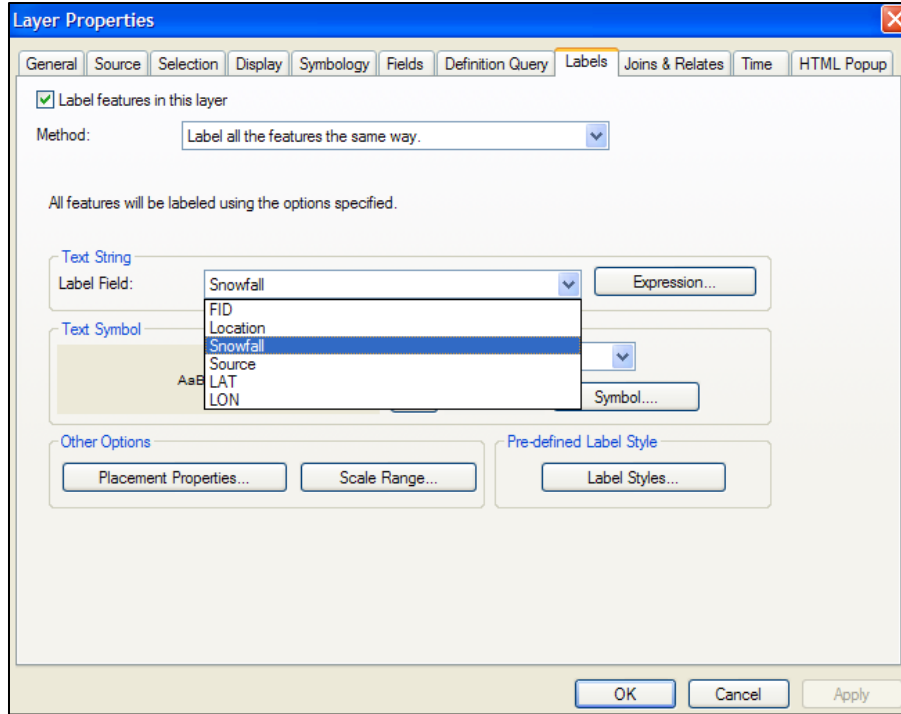 Layer Properties
General Source Selection Display Symbology Fields Definition Query Labels Joins & Relates Time HTML Popup
Label features in this layer
Method: Label all the features the same way.
All features will be labeled using the options specified.
Text String
Label Field: Snowfall Expression...
FID
Location
Snowfall
Source
LAT
LON
Text Symbol
AaB
Symbol....
Other Options
Placement Properties... Scale Range...
Pre-defined Label Style
Label Styles...
OK Cancel Apply